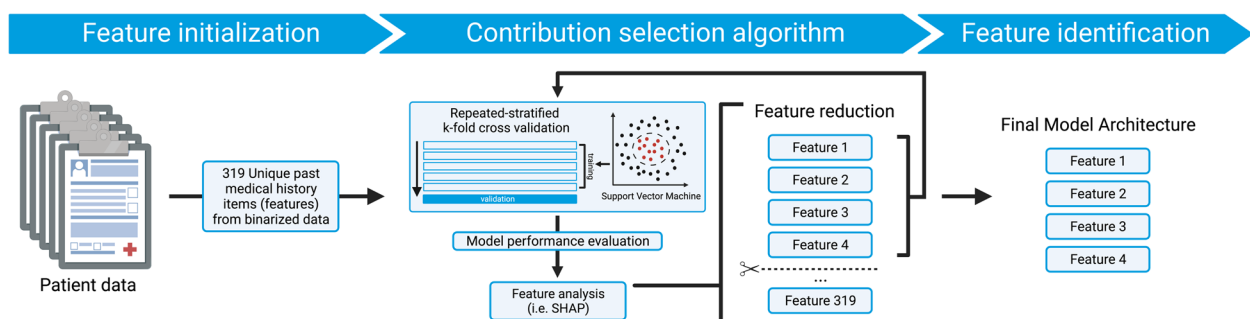 Feature initialization
Contribution selection algorithm
Feature identification
Patient data
319 Unique past
medical history
items (features)
from binarized data
Repeated-stratified
k-fold cross validation
training
validation
Support Vector Machine
Model performance evaluation
Feature analysis
(i.e. SHAP)
Feature reduction
Feature 1
Feature 2
Feature 3
Feature 4
...
Feature 319
Final Model Architecture
Feature 1
Feature 2
Feature 3
Feature 4